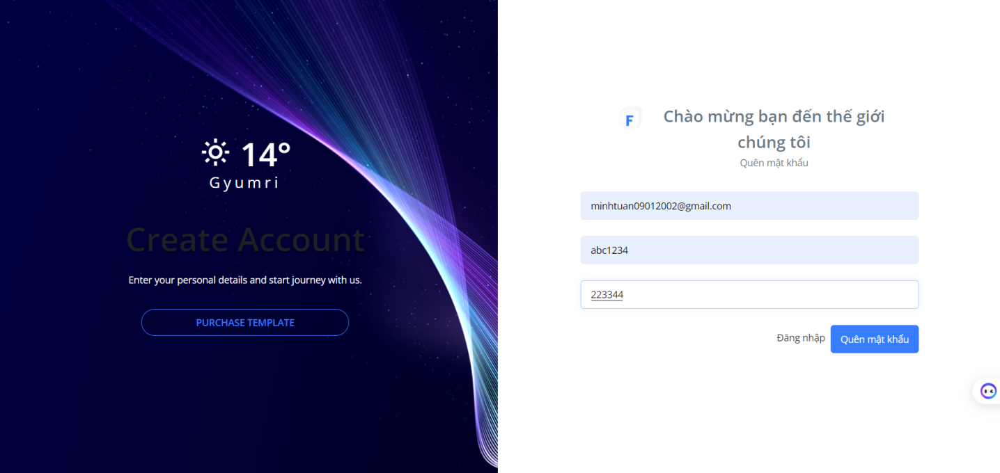 14°
Gyumri
Create Account
Enter your personal details and start journey with us.
PURCHASE TEMPLATE
F
Chào mừng bạn đến thế giới
chúng tôi
Quên mật khẩu
minhtuan09012002@gmail.com
abc1234
223344
Đăng nhập
Quên mật khẩu